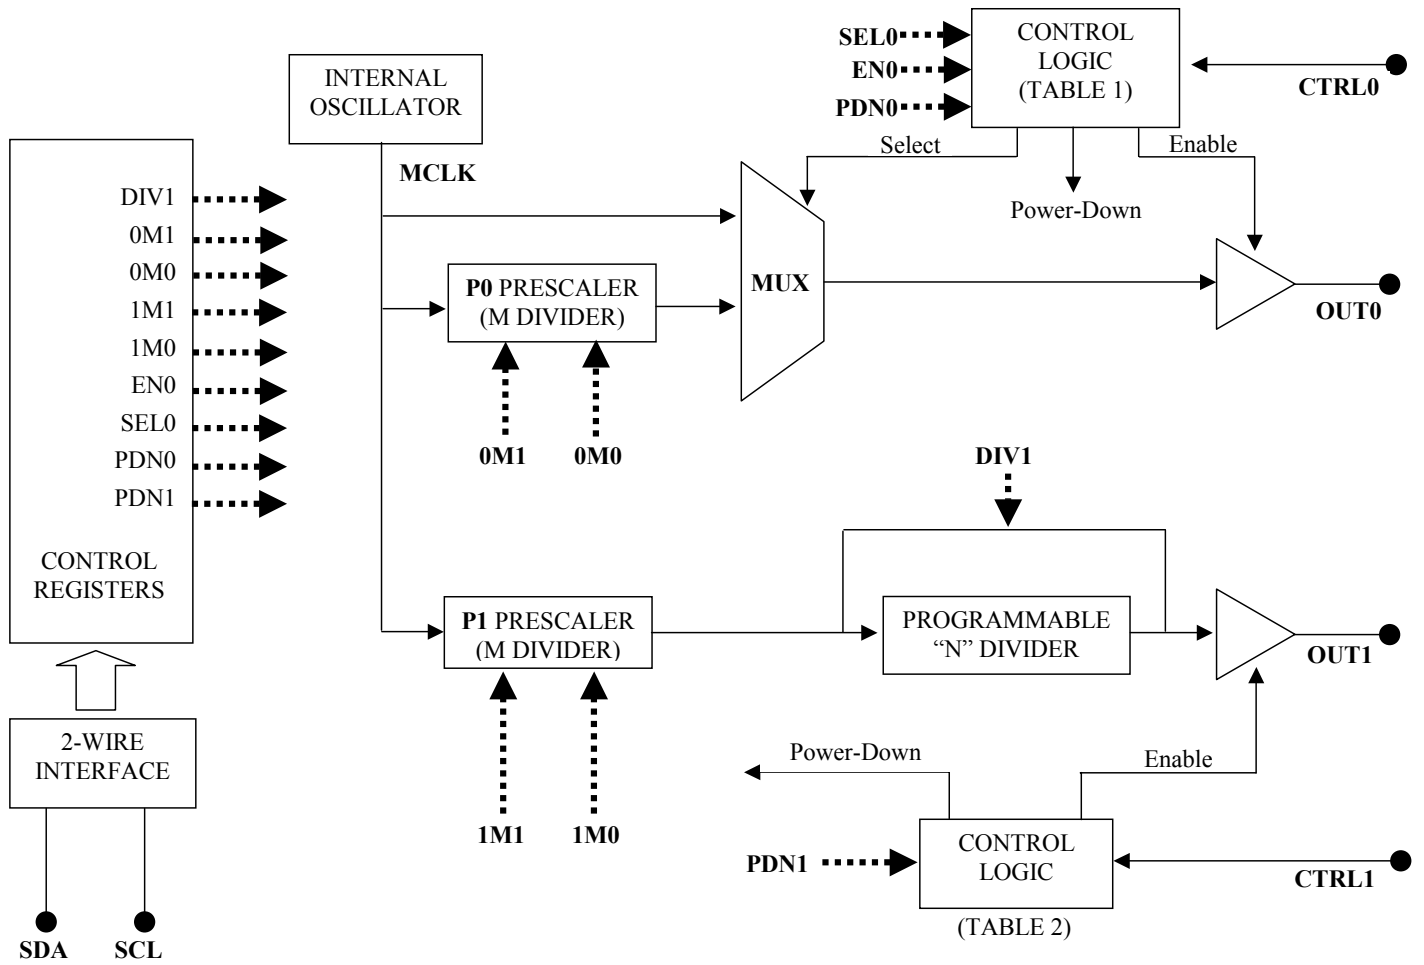 SEL0
EN0
PDN0
CONTROL
LOGIC
(TABLE 1)
CTRL0
INTERNAL
OSCILLATOR
MCLK
Select
Enable
Power-Down
DIV1
0M1
0M0
1M1
1M0
EN0
SEL0
PDN0
PDN1
CONTROL
REGISTERS
P0 PRESCALER
(M DIVIDER)
MUX
OUT0
0M1
0M0
DIV1
P1 PRESCALER
(M DIVIDER)
PROGRAMMABLE
“N” DIVIDER
OUT1
2-WIRE
INTERFACE
Power-Down
Enable
1M1
1M0
PDN1
CONTROL
LOGIC
CTRL1
(TABLE 2)
SDA
SCL